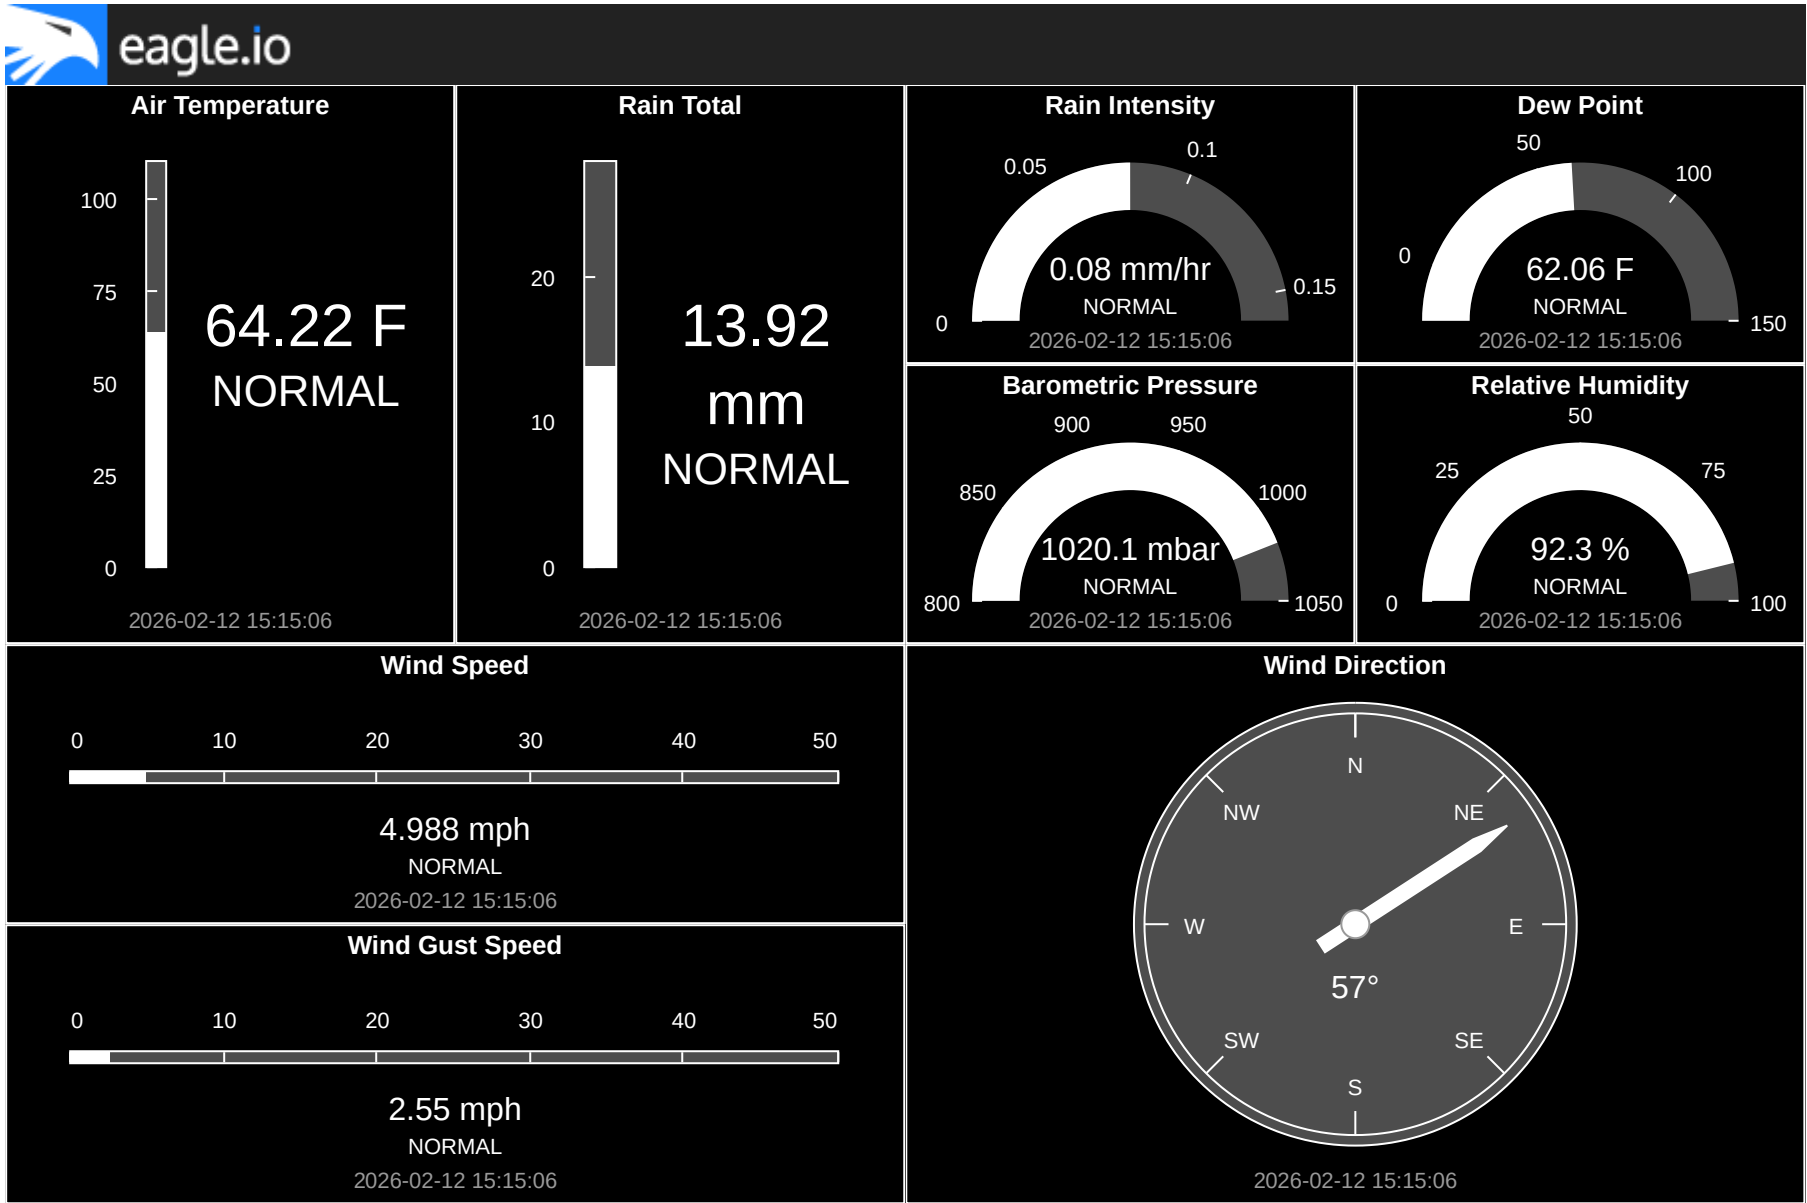 eagle.io
Air Temperature
100
75
50
25
0
64.22 F
NORMAL
2026-02-12 15:15:06
Rain Total
20
10
0
13.92
mm
NORMAL
2026-02-12 15:15:06
Rain Intensity
0
0.05
0.1
0.15
0.08 mm/hr
NORMAL
2026-02-12 15:15:06
Dew Point
0
50
100
150
62.06 F
NORMAL
2026-02-12 15:15:06
Barometric Pressure
800
850
900
950
1000
1050
1020.1 mbar
NORMAL
2026-02-12 15:15:06
Relative Humidity
0
25
50
75
100
92.3 %
NORMAL
2026-02-12 15:15:06
Wind Speed
0 10 20 30 40 50
4.988 mph
NORMAL
2026-02-12 15:15:06
Wind Gust Speed
0 10 20 30 40 50
2.55 mph
NORMAL
2026-02-12 15:15:06
Wind Direction
N
NW NE
W E
57°
SW SE
S
2026-02-12 15:15:06